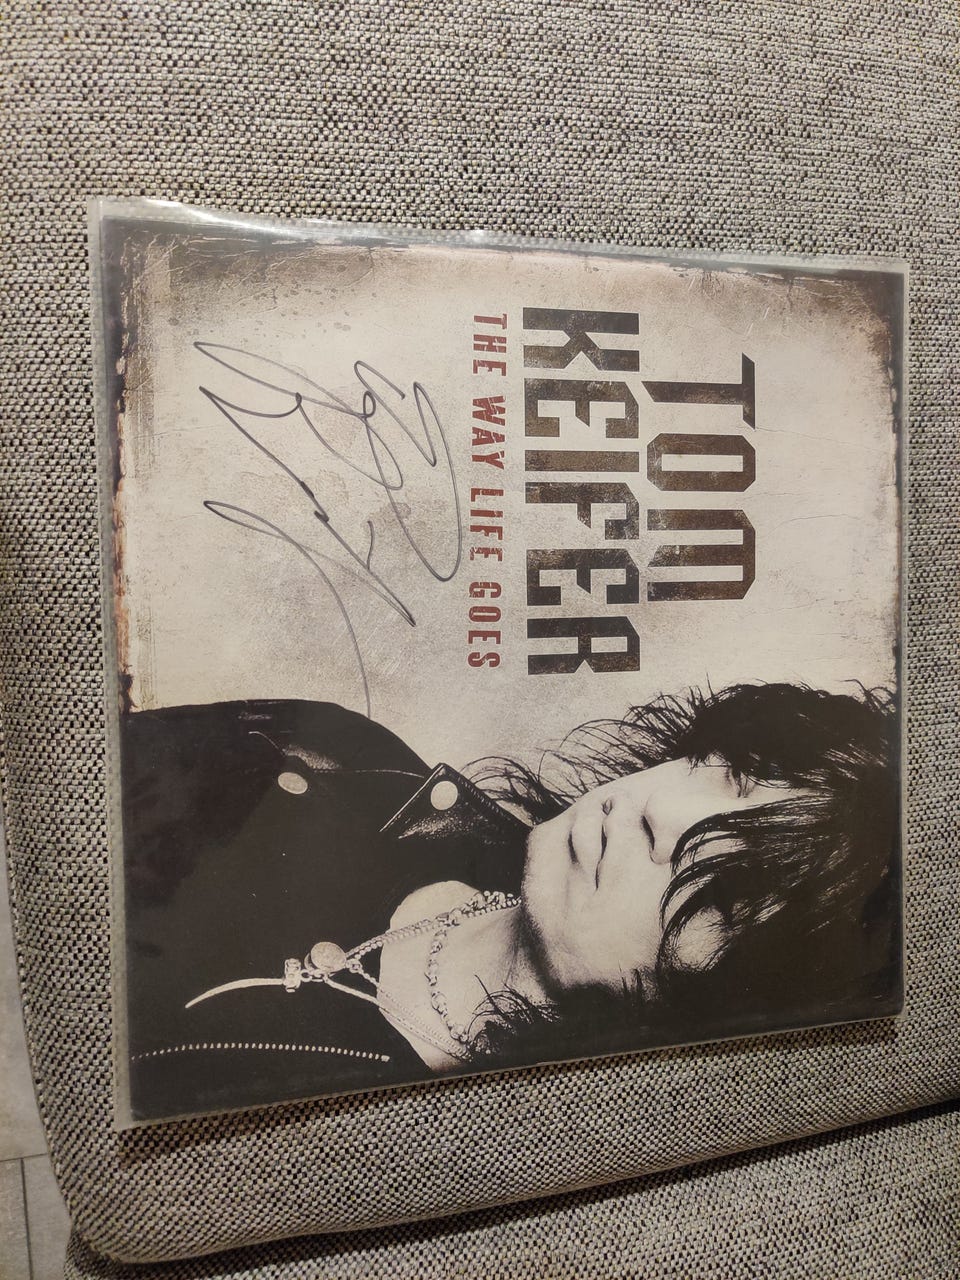 TOM
KEIFER
THE WAY LIFE GOES